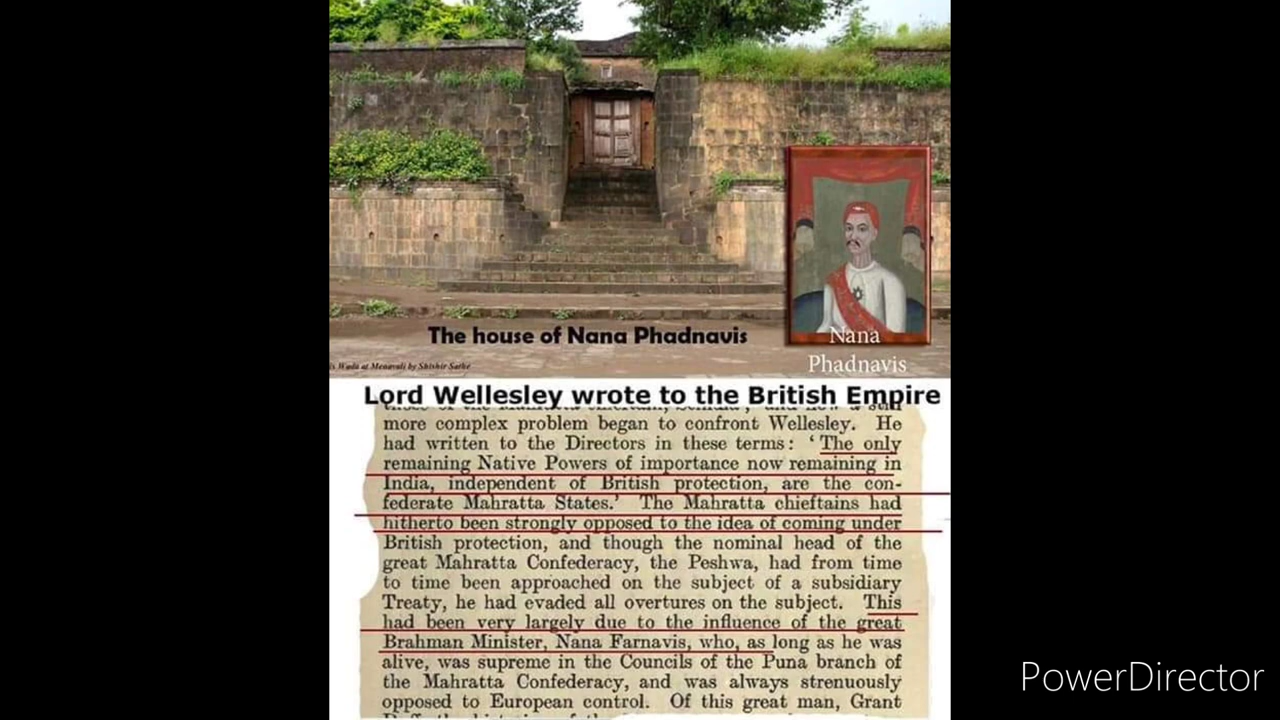 The house of Nana Phadnavis
Nana
Phadnavis
is Wada at Menavali by Shishir Sathe
Lord Wellesley wrote to the British Empire
more complex problem began to confront Wellesley. He
had written to the Directors in these terms: ‘The only
remaining Native Powers of importance now remaining in
India, independent of British protection, are the con-
federate Mahratta States.’ The Mahratta chieftains had
hitherto been strongly opposed to the idea of coming under
British protection, and though the nominal head of the
great Mahratta Confederacy, the Peshwa, had from time
to time been approached on the subject of a subsidiary
Treaty, he had evaded all overtures on the subject. This
had been very largely due to the influence of the great
Brahman Minister, Nana Farnavis, who, as long as he was
alive, was supreme in the Councils of the Puna branch of
the Mahratta Confederacy, and was always strenuously
opposed to European control. Of this great man, Grant
PowerDirector